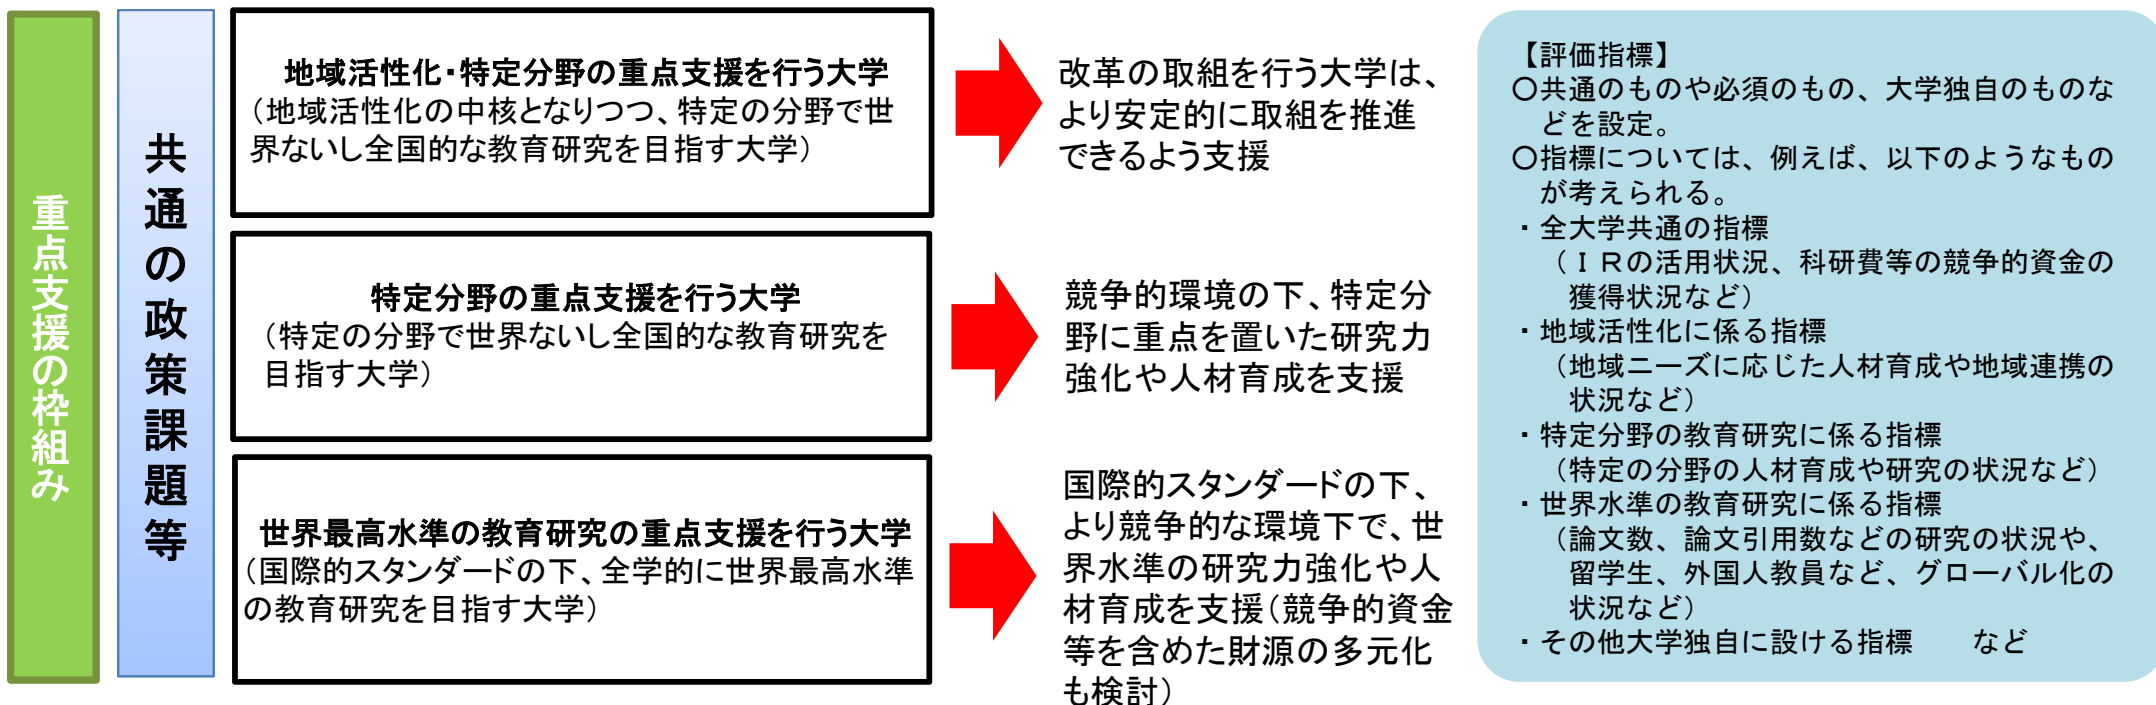 重点支援の枠組み
共通の政策課題等
地域活性化・特定分野の重点支援を行う大学
（地域活性化の中核となりつつ、特定の分野で世
界ないし全国的な教育研究を目指す大学）
改革の取組を行う大学は、
より安定的に取組を推進
できるよう支援
特定分野の重点支援を行う大学
（特定の分野で世界ないし全国的な教育研究を
目指す大学）
競争的環境の下、特定分
野に重点を置いた研究力
強化や人材育成を支援
世界最高水準の教育研究の重点支援を行う大学
（国際的スタンダードの下、全学的に世界最高水準
の教育研究を目指す大学）
国際的スタンダードの下、
より競争的な環境下で、世
界水準の研究力強化や人
材育成を支援（競争的資金
等を含めた財源の多元化
も検討）
【評価指標】
〇共通のものや必須のもの、大学独自のものな
どを設定。
〇指標については、例えば、以下のようなもの
が考えられる。
・全大学共通の指標
（ＩＲの活用状況、科研費等の競争的資金の
獲得状況など）
・地域活性化に係る指標
（地域ニーズに応じた人材育成や地域連携の
状況など）
・特定分野の教育研究に係る指標
（特定の分野の人材育成や研究の状況など）
・世界水準の教育研究に係る指標
（論文数、論文引用数などの研究の状況や、
留学生、外国人教員など、グローバル化の
状況など）
・その他大学独自に設ける指標　　など